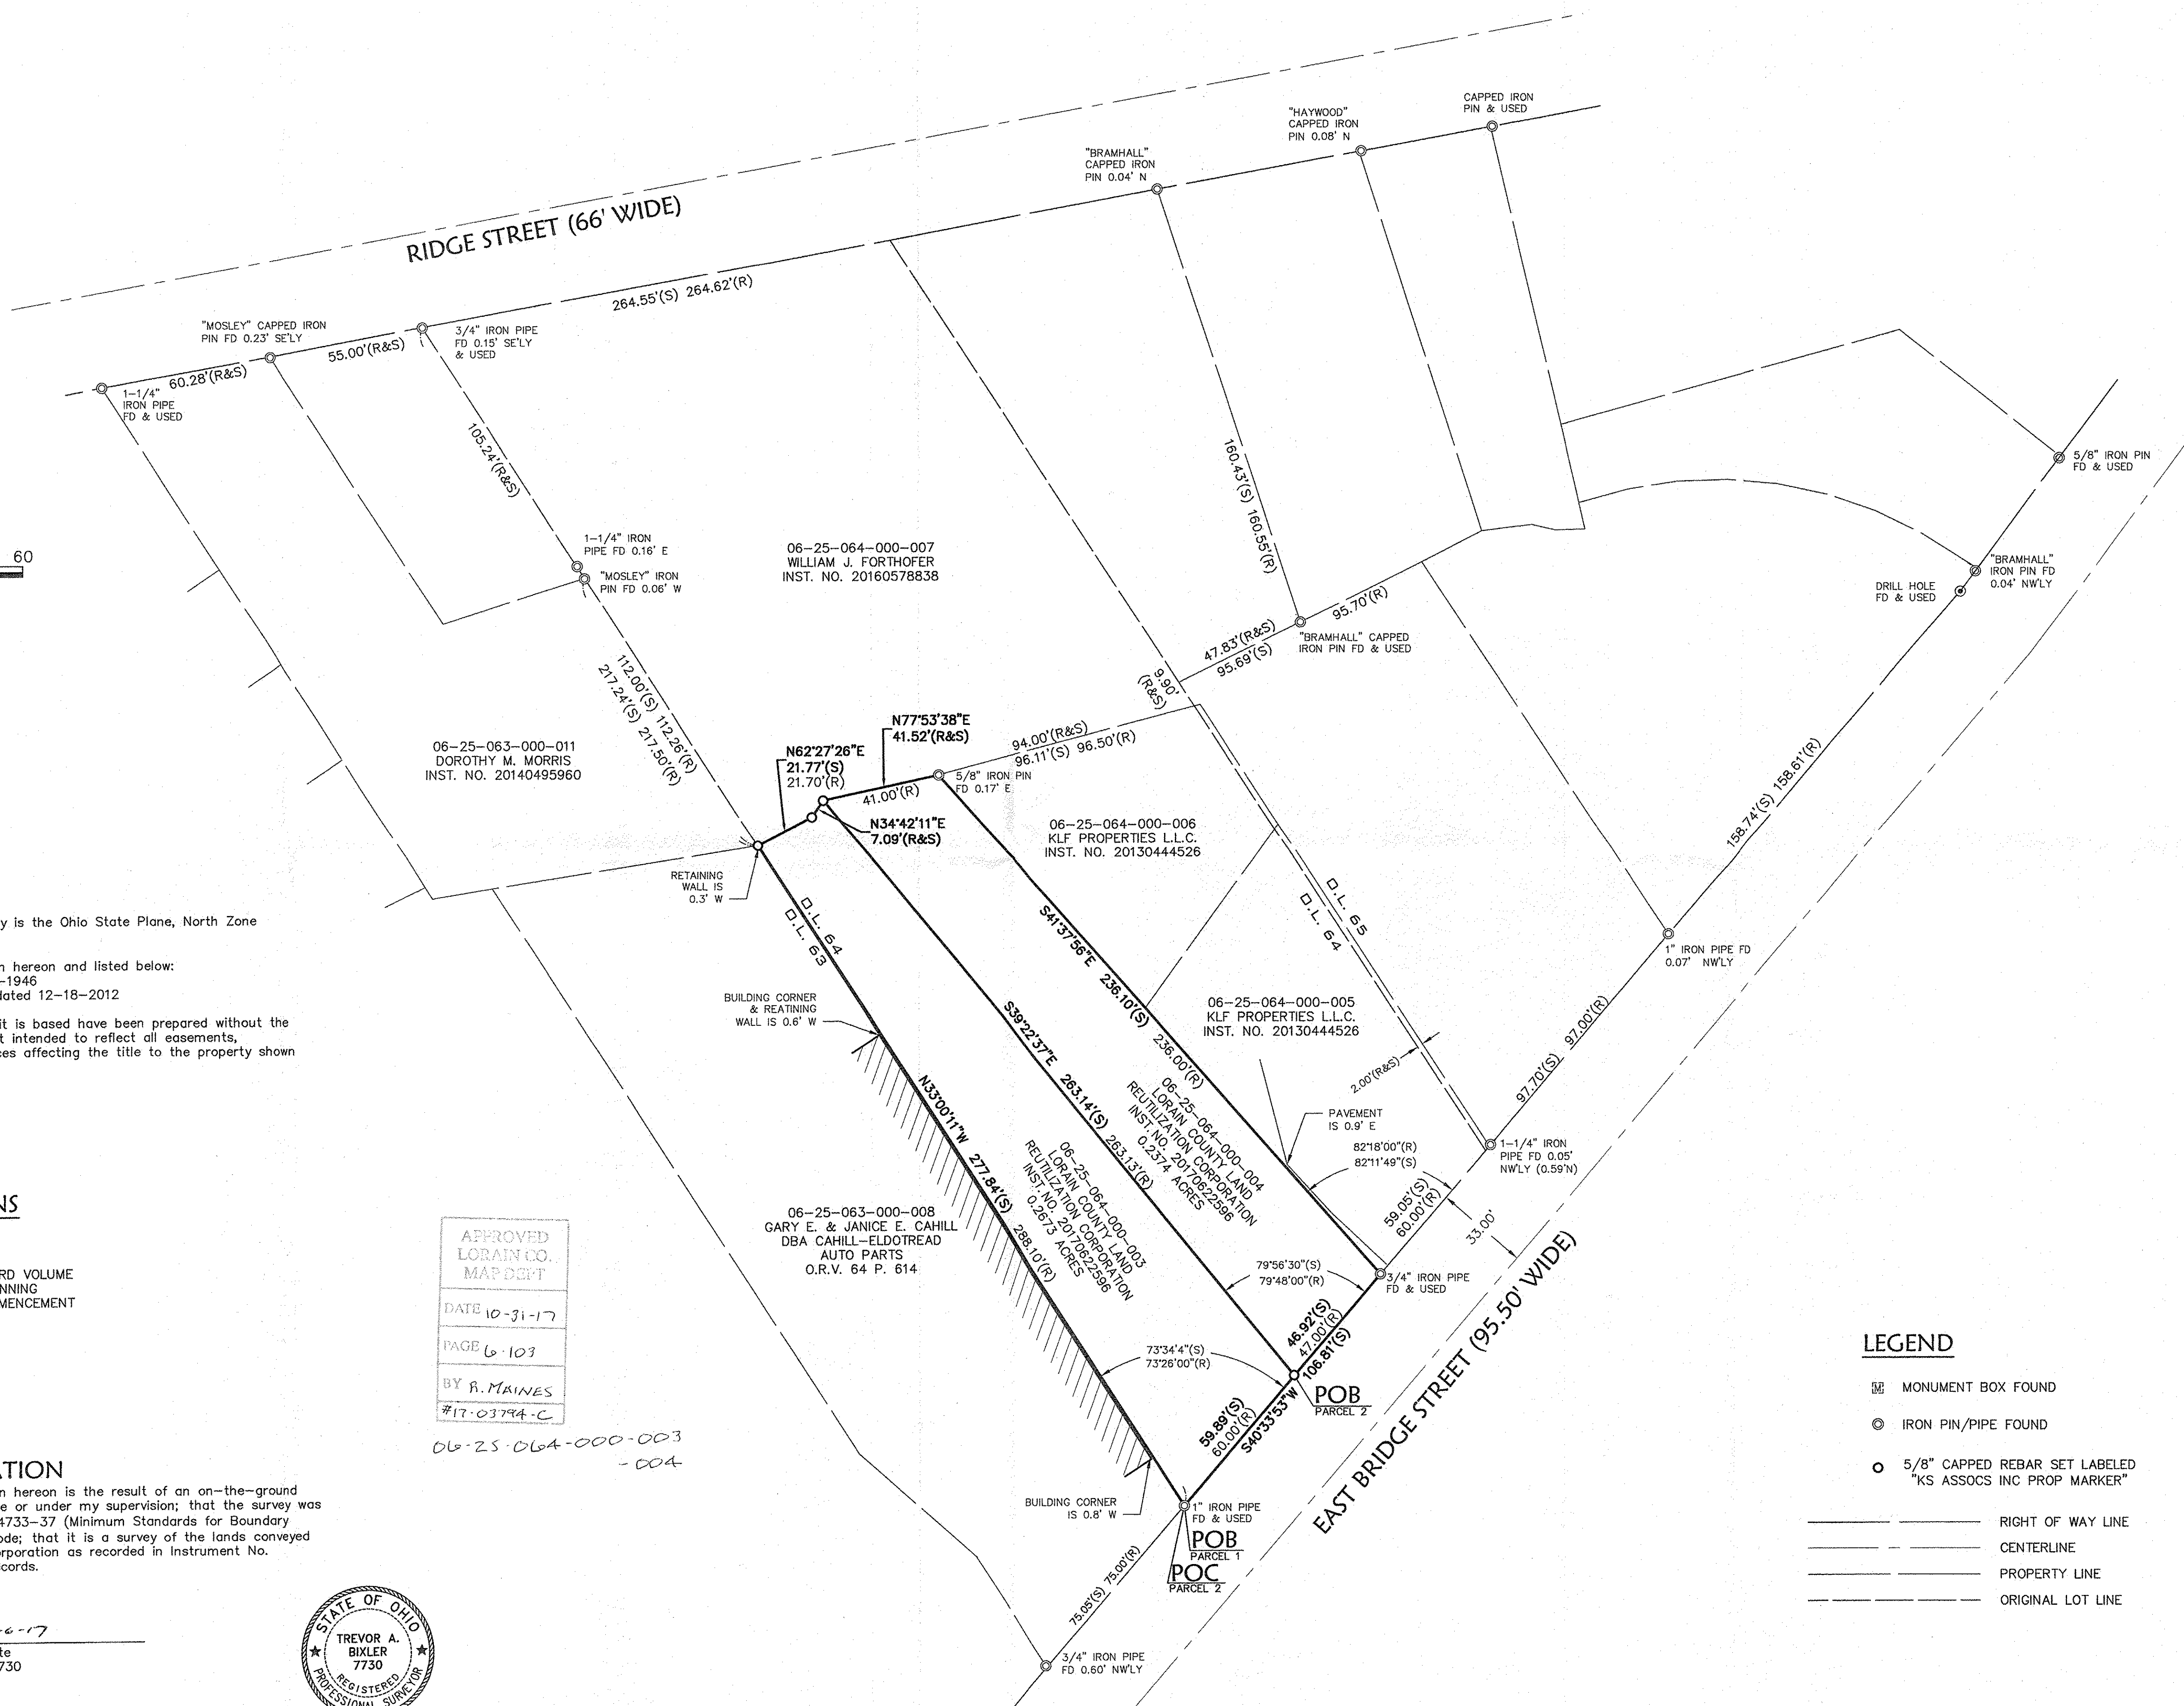 RIDGE STREET (66' WIDE)
"HAYWOOD"
CAPPED IRON
PIN 0.08' N
CAPPED IRON
PIN & USED
"BRAMHALL"
CAPPED IRON
PIN 0.04' N
264.55'(S) 264.62'(R)
"MOSLEY" CAPPED IRON
PIN FD 0.23' SE'LY
3/4" IRON PIPE
FD 0.15' SE'LY
& USED
55.00'(R&S)
60.28'(R&S)
1-1/4"
IRON PIPE
FD & USED
105.24'(R&S)
160.43'(S) 160.55'(R)
5/8" IRON PIN
FD & USED
60
1-1/4" IRON
PIPE FD 0.16' E
"MOSLEY" IRON
PIN FD 0.06' W
06-25-064-000-007
WILLIAM J. FORTHOFER
INST. NO. 20160578838
"BRAMHALL"
IRON PIN FD
0.04' NW'LY
DRILL HOLE
FD & USED
95.70'(R)
47.83'(R&S)
95.69'(S)
"BRAMHALL" CAPPED
IRON PIN FD & USED
9.90'
(R&S)
112.00'(S) 112.26'(R)
217.24'(S) 217.50'(R)
06-25-063-000-011
DOROTHY M. MORRIS
INST. NO. 20140495960
N62°27'26"E
21.77'(S)
21.70'(R)
N77°53'38"E
41.52'(R&S)
41.00'(R)
94.00'(R&S)
96.11'(S) 96.50'(R)
5/8" IRON PIN
FD 0.17' E
N34°42'11"E
7.09'(R&S)
06-25-064-000-006
KLF PROPERTIES L.L.C.
INST. NO. 20130444526
158.74'(S) 158.61'(R)
RETAINING
WALL IS
0.3' W
O.L. 64
O.L. 63
O.L. 65
O.L. 64
S41°37'56"E 236.10'(S) 236.00'(R)
1" IRON PIPE FD
0.07' NW'LY
y is the Ohio State Plane, North Zone
n hereon and listed below:
-1946
dated 12-18-2012
it is based have been prepared without the
t intended to reflect all easements,
ces affecting the title to the property shown
BUILDING CORNER
& REATINING
WALL IS 0.6' W
S39°22'37"E 263.14'(S) 263.13'(R)
06-25-064-000-005
KLF PROPERTIES L.L.C.
INST. NO. 20130444526
97.70'(S) 97.00'(R)
2.00'(R&S)
N33°00'11"W 277.84'(S) 288.10'(R)
06-25-064-000-004
LORAIN COUNTY LAND
REUTILIZATION CORPORATION
INST. NO. 20170622596
0.2374 ACRES
PAVEMENT
IS 0.9' E
82°18'00"(R)
82°11'49"(S)
1-1/4" IRON
PIPE FD 0.05'
NW'LY (0.59'N)
06-25-064-000-003
LORAIN COUNTY LAND
REUTILIZATION CORPORATION
INST. NO. 20170622596
0.2673 ACRES
59.05'(S)
60.00'(R)
33.00'
NS
06-25-063-000-008
GARY E. & JANICE E. CAHILL
DBA CAHILL-ELDOTREAD
AUTO PARTS
O.R.V. 64 P. 614
RD VOLUME
NNING
MENCEMENT
79°56'30"(S)
79°48'00"(R)
3/4" IRON PIPE
FD & USED
APPROVED
LORAIN CO.
MAP DEPT
DATE 10-31-17
PAGE 6-103
BY R. MAINES
#17-03794-C
06-25-064-000-003
-004
46.92'(S)
47.00'(R)
106.81'(S)
73°34'4"(S)
73°26'00"(R)
POB
PARCEL 2
59.89'(S)
60.00'(R)
S40°33'53"W
EAST BRIDGE STREET (95.50' WIDE)
LEGEND
M MONUMENT BOX FOUND
IRON PIN/PIPE FOUND
5/8" CAPPED REBAR SET LABELED
"KS ASSOCS INC PROP MARKER"
RIGHT OF WAY LINE
CENTERLINE
PROPERTY LINE
ORIGINAL LOT LINE
BUILDING CORNER
IS 0.8' W
1" IRON PIPE
FD & USED
POB
PARCEL 1
POC
PARCEL 2
75.05'(S) 75.00'(R)
3/4" IRON PIPE
FD 0.60' NW'LY
ATION
n hereon is the result of an on-the-ground
e or under my supervision; that the survey was
4733-37 (Minimum Standards for Boundary
ode; that it is a survey of the lands conveyed
orporation as recorded in Instrument No.
cords.
-6-17
te
730
STATE OF OHIO
TREVOR A.
BIXLER
7730
REGISTERED
PROFESSIONAL SURVEYOR